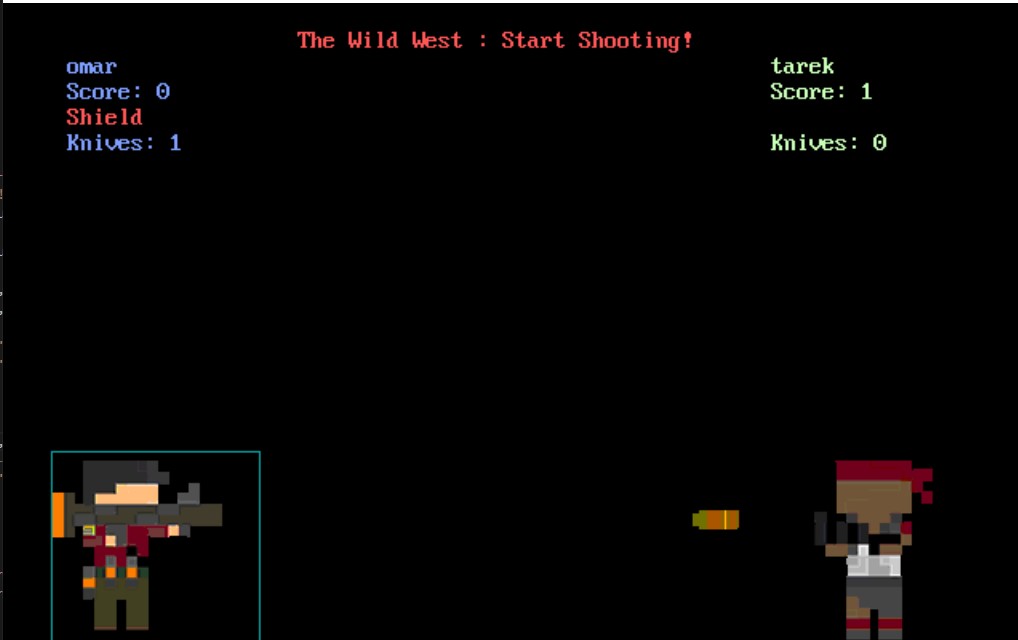 The Wild West : Start Shooting!
omar
Score: 0
Shield
Knives: 1
tarek
Score: 1
Knives: 0